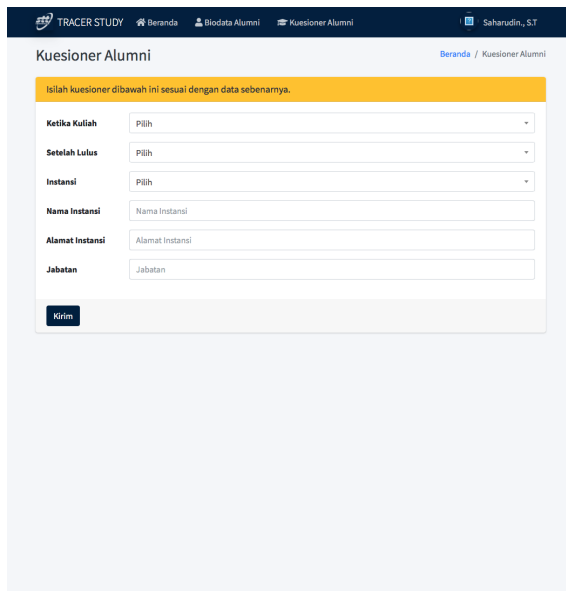 TRACER STUDY Beranda Biodata Alumni Kuesioner Alumni Saharudin., S.T
Kuesioner Alumni Beranda / Kuesioner Alumni
Isilah kuesioner dibawah ini sesuai dengan data sebenarnya.
Ketika Kuliah Pilih
Setelah Lulus Pilih
Instansi Pilih
Nama Instansi Nama Instansi
Alamat Instansi Alamat Instansi
Jabatan Jabatan
Kirim